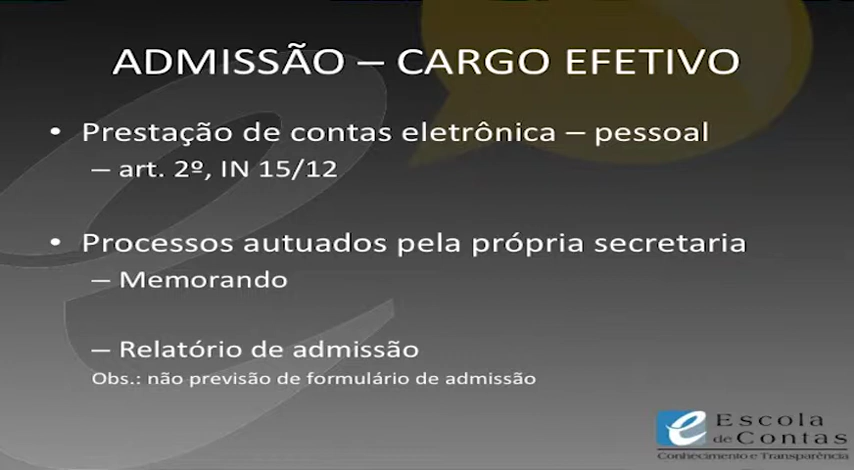 ADMISSÃO – CARGO EFETIVO
• Prestação de contas eletrônica – pessoal
– art. 2º, IN 15/12
• Processos autuados pela própria secretaria
– Memorando
– Relatório de admissão
Obs.: não previsão de formulário de admissão
e Escola
de Contas
Conhecimento e Transparência